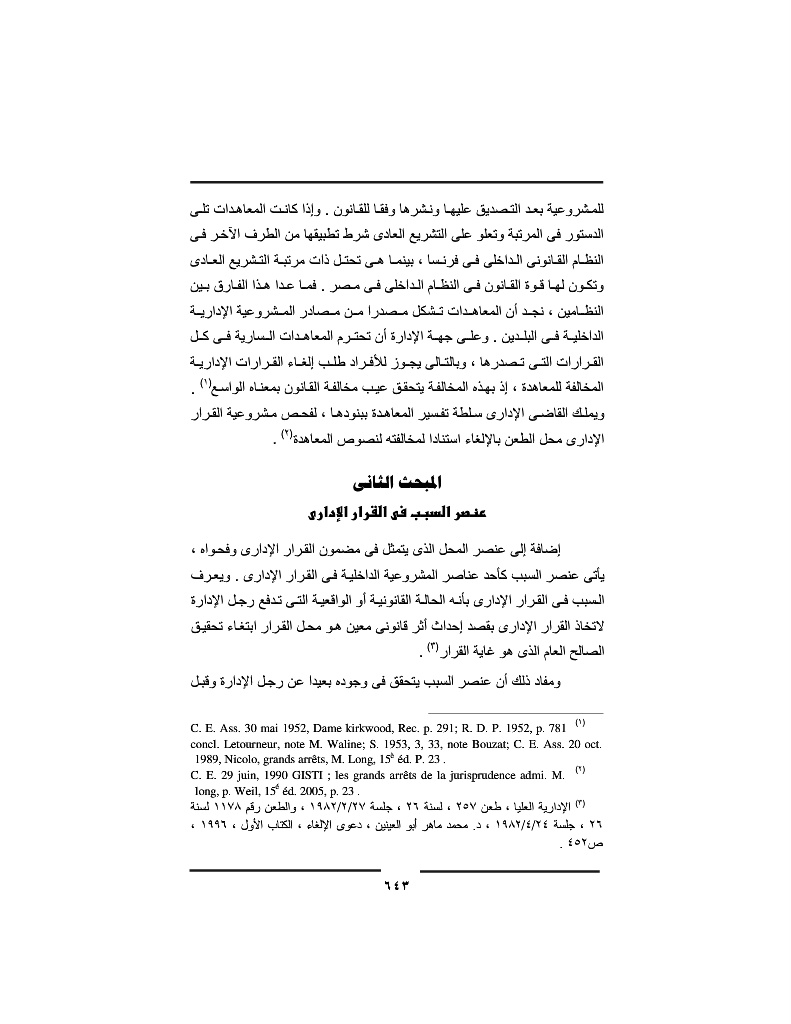 للمشروعية بعد التصديق عليها ونشرها وفقا للقانون . وإذا كانت المعاهدات تلى
الدستور فى المرتبة وتعلو على التشريع العادى شرط تطبيقها من الطرف الآخر فى
النظام القانونى الداخلى فى فرنسا ، بينما هى تحتل ذات مرتبة التشريع العادى
وتكون لها قوة القانون فى النظام الداخلى فى مصر . فما عدا هذا الفارق بين
النظامين ، نجد أن المعاهدات تشكل مصدرا من مصادر المشروعية الإدارية
الداخلية فى البلدين . وعلى جهة الإدارة أن تحترم المعاهدات السارية فى كل
القرارات التى تصدرها ، وبالتالى يجوز للأفراد طلب إلغاء القرارات الإدارية
المخالفة للمعاهدة ، إذ بهذه المخالفة يتحقق عيب مخالفة القانون بمعناه الواسع(١) .
ويملك القاضى الإدارى سلطة تفسير المعاهدة ببنودها ، لفحص مشروعية القرار
الإدارى محل الطعن بالإلغاء استنادا لمخالفته لنصوص المعاهدة(٢) .
المبحث الثانى
عنصر السبب فى القرار الإدارى
إضافة إلى عنصر المحل الذى يتمثل فى مضمون القرار الإدارى وفحواه ،
يأتى عنصر السبب كأحد عناصر المشروعية الداخلية فى القرار الإدارى . ويعرف
السبب فى القرار الإدارى بأنه الحالة القانونية أو الواقعية التى تدفع رجل الإدارة
لاتخاذ القرار الإدارى بقصد إحداث أثر قانونى معين هو محل القرار ابتغاء تحقيق
الصالح العام الذى هو غاية القرار(٣) .
ومفاد ذلك أن عنصر السبب يتحقق فى وجوده بعيدا عن رجل الإدارة وقبل
C. E. Ass. 30 mai 1952, Dame kirkwood, Rec. p. 291; R. D. P. 1952, p. 781 (١)
concl. Letourneur, note M. Waline; S. 1953, 3, 33, note Bouzat; C. E. Ass. 20 oct.
1989, Nicolo, grands arrêts, M. Long, 15é éd. P. 23 .
C. E. 29 juin, 1990 GISTI ; les grands arrêts de la jurisprudence admi. M. (٢)
long, p. Weil, 15é éd. 2005, p. 23 .
(٣) الإدارية العليا ، طعن ٢٥٧ ، لسنة ٢٦ ، جلسة ١٩٨٢/٢/٢٧ ، والطعن رقم ١١٧٨ لسنة
٢٦ ، جلسة ١٩٨٢/٤/٢٤ ، د. محمد ماهر أبو العينين ، دعوى الإلغاء ، الكتاب الأول ، ١٩٩٦ ،
ص٤٥٢ .
٦٤٣